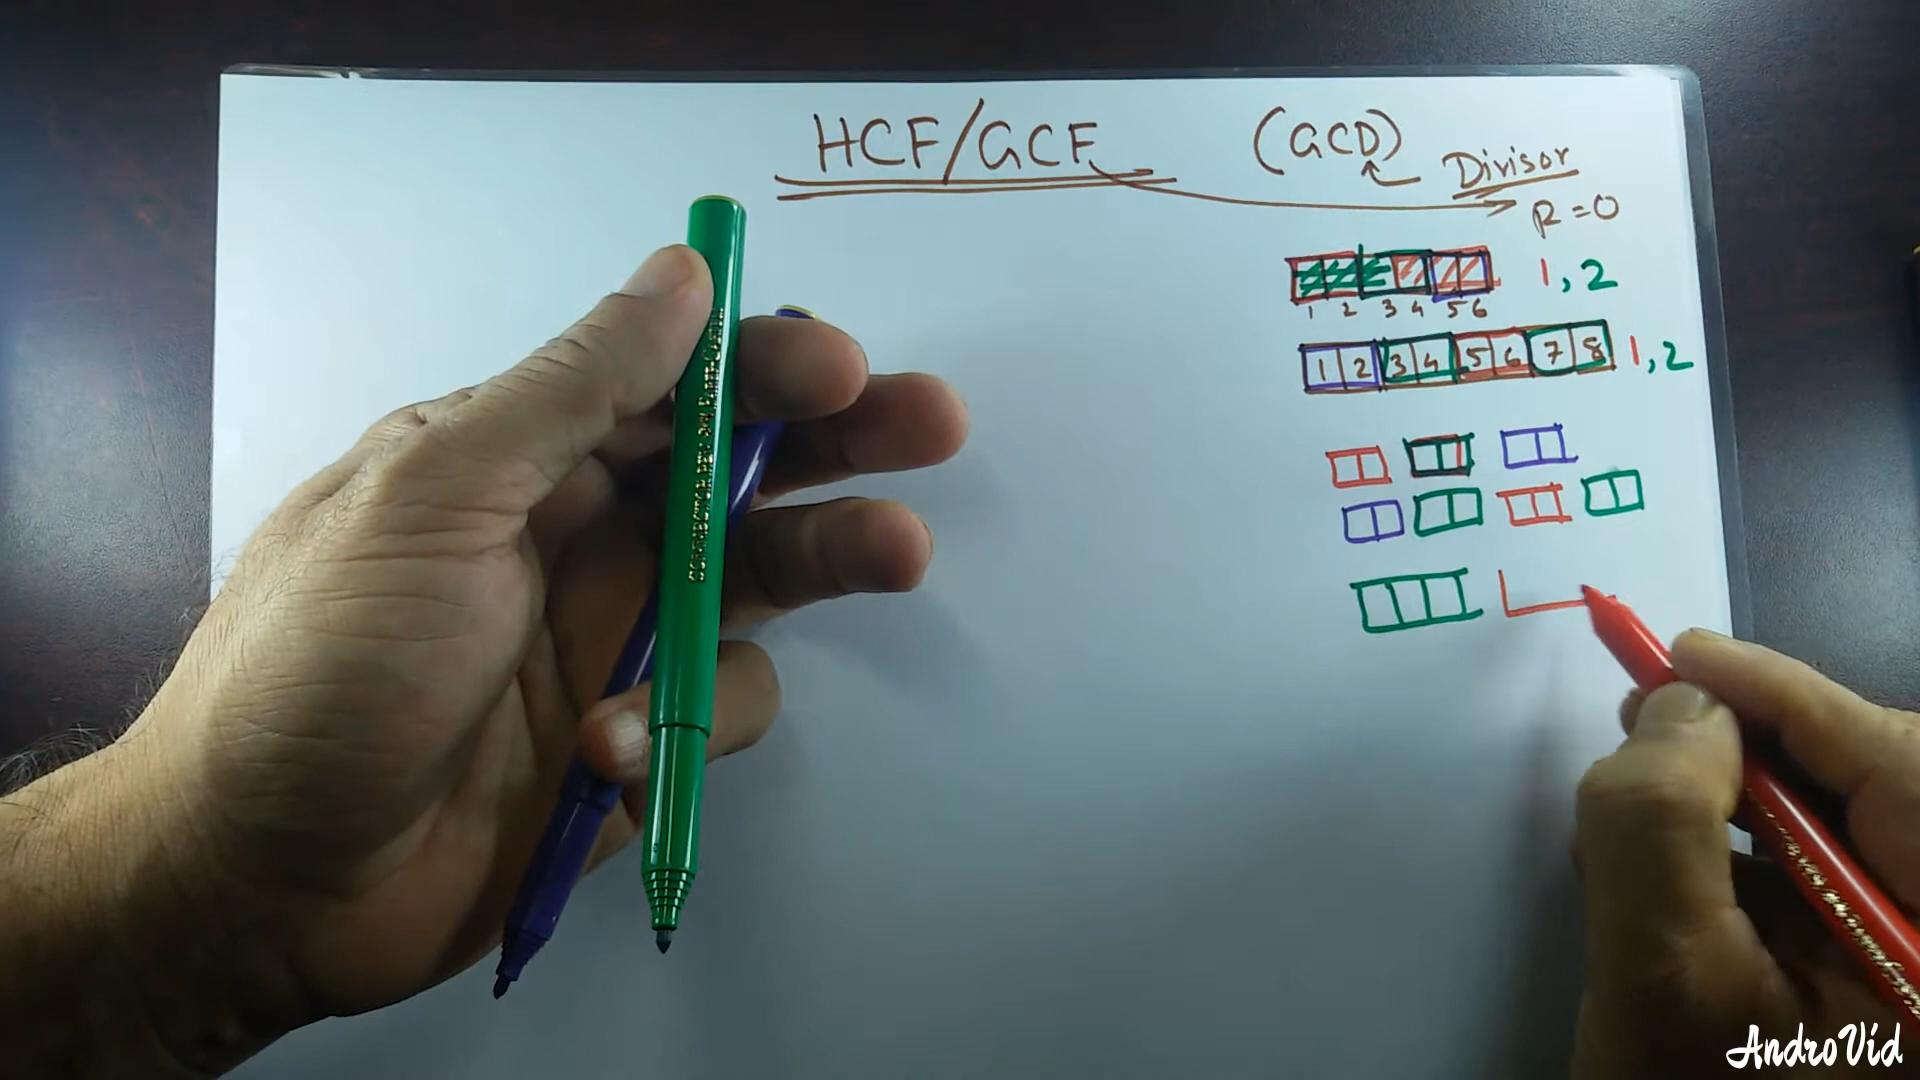 HCF/GCF (GCD)
Divisor
R = 0
1, 2
1 2 3 4 5 6
1 2 3 4 5 6 7 8 1, 2
AndroVid